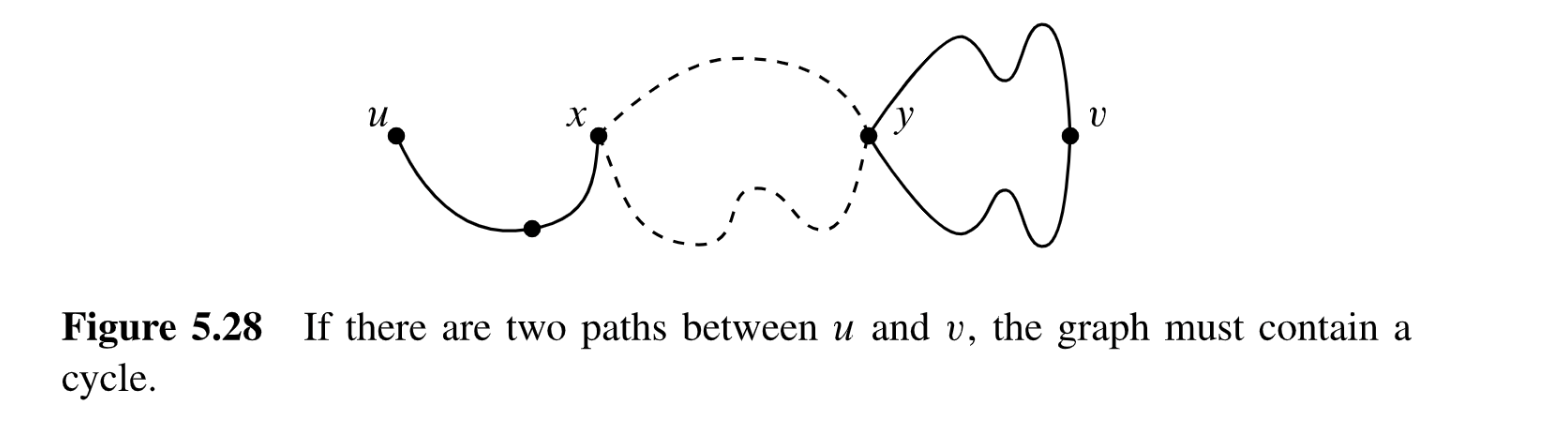 u
x
y
v
Figure 5.28 If there are two paths between u and v, the graph must contain a
cycle.